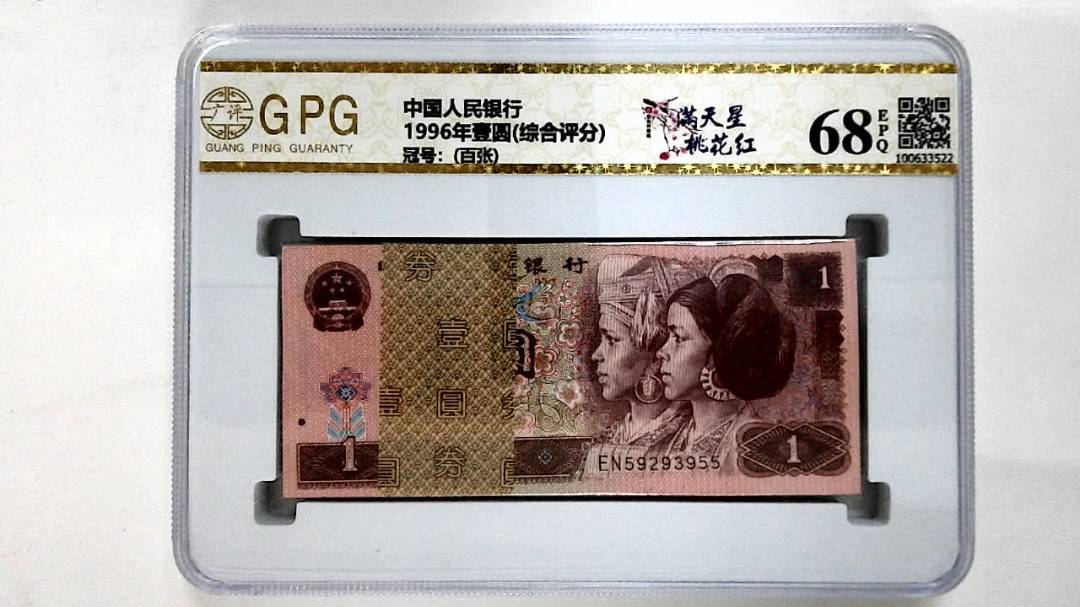 广评
GPG
GUANG PING GUARANTY
中国人民银行
1996年壹圆(综合评分)
冠号：(百张)
满天星
桃花红
68
EPQ
100633522
券
银行
1
壹
圆
壹 圆
券
1
EN59293955
1